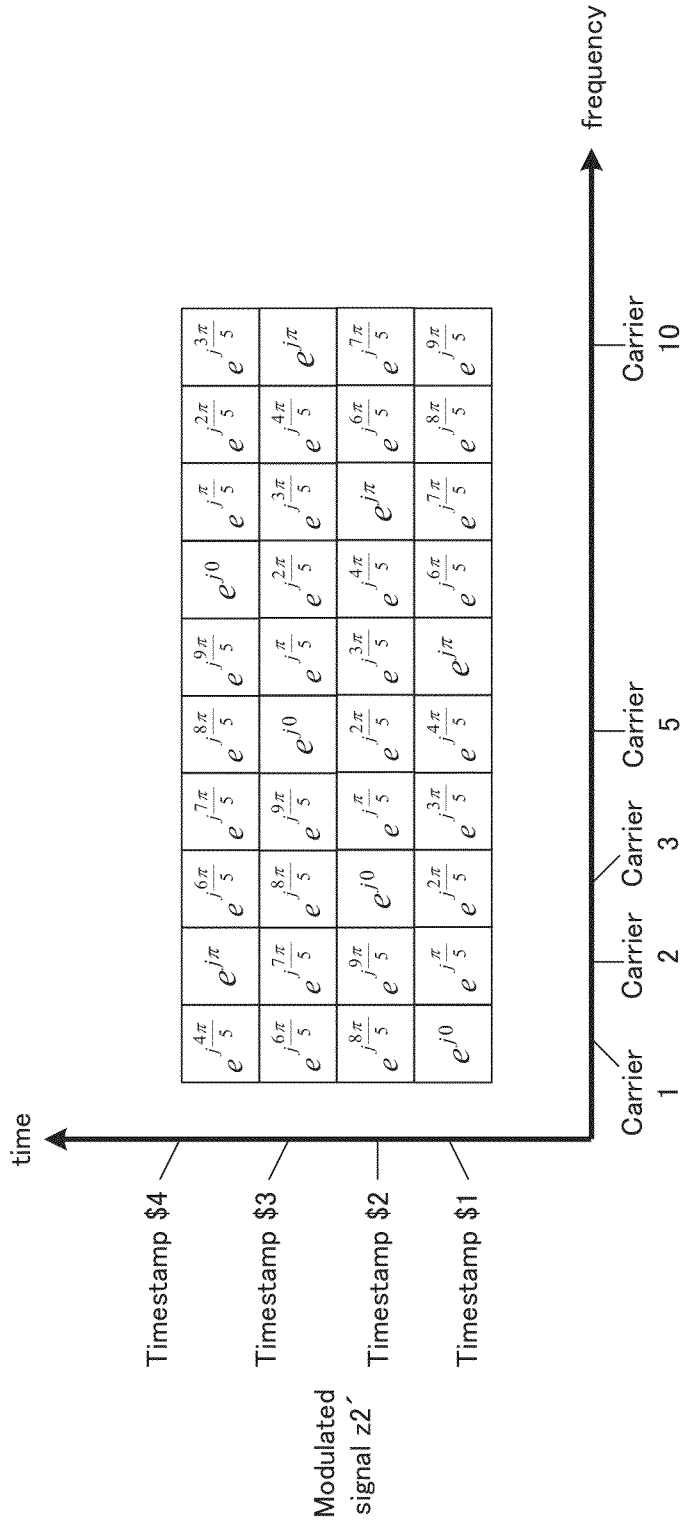 time
Modulated
signal z2´
Timestamp $4
e^{j4π/5} e^{jπ} e^{j6π/5} e^{j7π/5} e^{j8π/5} e^{j9π/5} e^{j0} e^{jπ/5} e^{j2π/5} e^{j3π/5}
Timestamp $3
e^{j6π/5} e^{j7π/5} e^{j8π/5} e^{j9π/5} e^{j0} e^{jπ/5} e^{j2π/5} e^{j3π/5} e^{j4π/5} e^{jπ}
Timestamp $2
e^{j8π/5} e^{j9π/5} e^{j0} e^{jπ/5} e^{j2π/5} e^{j3π/5} e^{j4π/5} e^{jπ} e^{j6π/5} e^{j7π/5}
Timestamp $1
e^{j0} e^{jπ/5} e^{j2π/5} e^{j3π/5} e^{j4π/5} e^{jπ} e^{j6π/5} e^{j7π/5} e^{j8π/5} e^{j9π/5}
Carrier
1
Carrier
2
Carrier
3
Carrier
5
Carrier
10
frequency